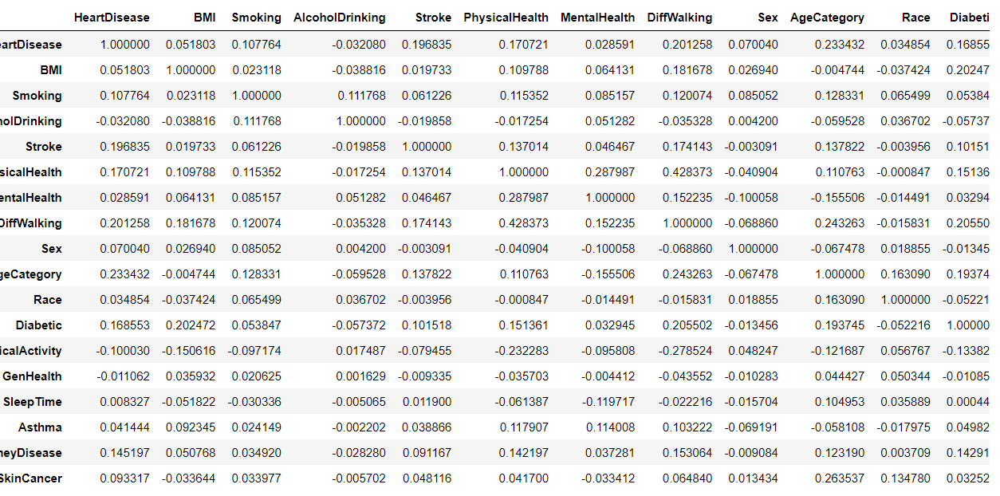 HeartDisease BMI Smoking AlcoholDrinking Stroke PhysicalHealth MentalHealth DiffWalking Sex AgeCategory Race Diabeti
eartDisease 1.000000 0.051803 0.107764 -0.032080 0.196835 0.170721 0.028591 0.201258 0.070040 0.233432 0.034854 0.16855
BMI 0.051803 1.000000 0.023118 -0.038816 0.019733 0.109788 0.064131 0.181678 0.026940 -0.004744 -0.037424 0.20247
Smoking 0.107764 0.023118 1.000000 0.111768 0.061226 0.115352 0.085157 0.120074 0.085052 0.128331 0.065499 0.05384
holDrinking -0.032080 -0.038816 0.111768 1.000000 -0.019858 -0.017254 0.051282 -0.035328 0.004200 -0.059528 0.036702 -0.05737
Stroke 0.196835 0.019733 0.061226 -0.019858 1.000000 0.137014 0.046467 0.174143 -0.003091 0.137822 -0.003956 0.10151
sicalHealth 0.170721 0.109788 0.115352 -0.017254 0.137014 1.000000 0.287987 0.428373 -0.040904 0.110763 -0.000847 0.15136
entalHealth 0.028591 0.064131 0.085157 0.051282 0.046467 0.287987 1.000000 0.152235 -0.100058 -0.155506 -0.014491 0.03294
DiffWalking 0.201258 0.181678 0.120074 -0.035328 0.174143 0.428373 0.152235 1.000000 -0.068860 0.243263 -0.015831 0.20550
Sex 0.070040 0.026940 0.085052 0.004200 -0.003091 -0.040904 -0.100058 -0.068860 1.000000 -0.067478 0.018855 -0.01345
geCategory 0.233432 -0.004744 0.128331 -0.059528 0.137822 0.110763 -0.155506 0.243263 -0.067478 1.000000 0.163090 0.19374
Race 0.034854 -0.037424 0.065499 0.036702 -0.003956 -0.000847 -0.014491 -0.015831 0.018855 0.163090 1.000000 -0.05221
Diabetic 0.168553 0.202472 0.053847 -0.057372 0.101518 0.151361 0.032945 0.205502 -0.013456 0.193745 -0.052216 1.00000
icalActivity -0.100030 -0.150616 -0.097174 0.017487 -0.079455 -0.232283 -0.095808 -0.278524 0.048247 -0.121687 0.056767 -0.13382
GenHealth -0.011062 0.035932 0.020625 0.001629 -0.009335 -0.035703 -0.004412 -0.043552 -0.010283 0.044427 0.050344 -0.01085
SleepTime 0.008327 -0.051822 -0.030336 -0.005065 0.011900 -0.061387 -0.119717 -0.022216 -0.015704 0.104953 0.035889 0.00044
Asthma 0.041444 0.092345 0.024149 -0.002202 0.038866 0.117907 0.114008 0.103222 -0.069191 -0.058108 -0.017975 0.04982
neyDisease 0.145197 0.050768 0.034920 -0.028280 0.091167 0.142197 0.037281 0.153064 -0.009084 0.123190 0.003709 0.14291
SkinCancer 0.093317 -0.033644 0.033977 -0.005702 0.048116 0.041700 -0.033412 0.064840 0.013434 0.263537 0.134780 0.03252